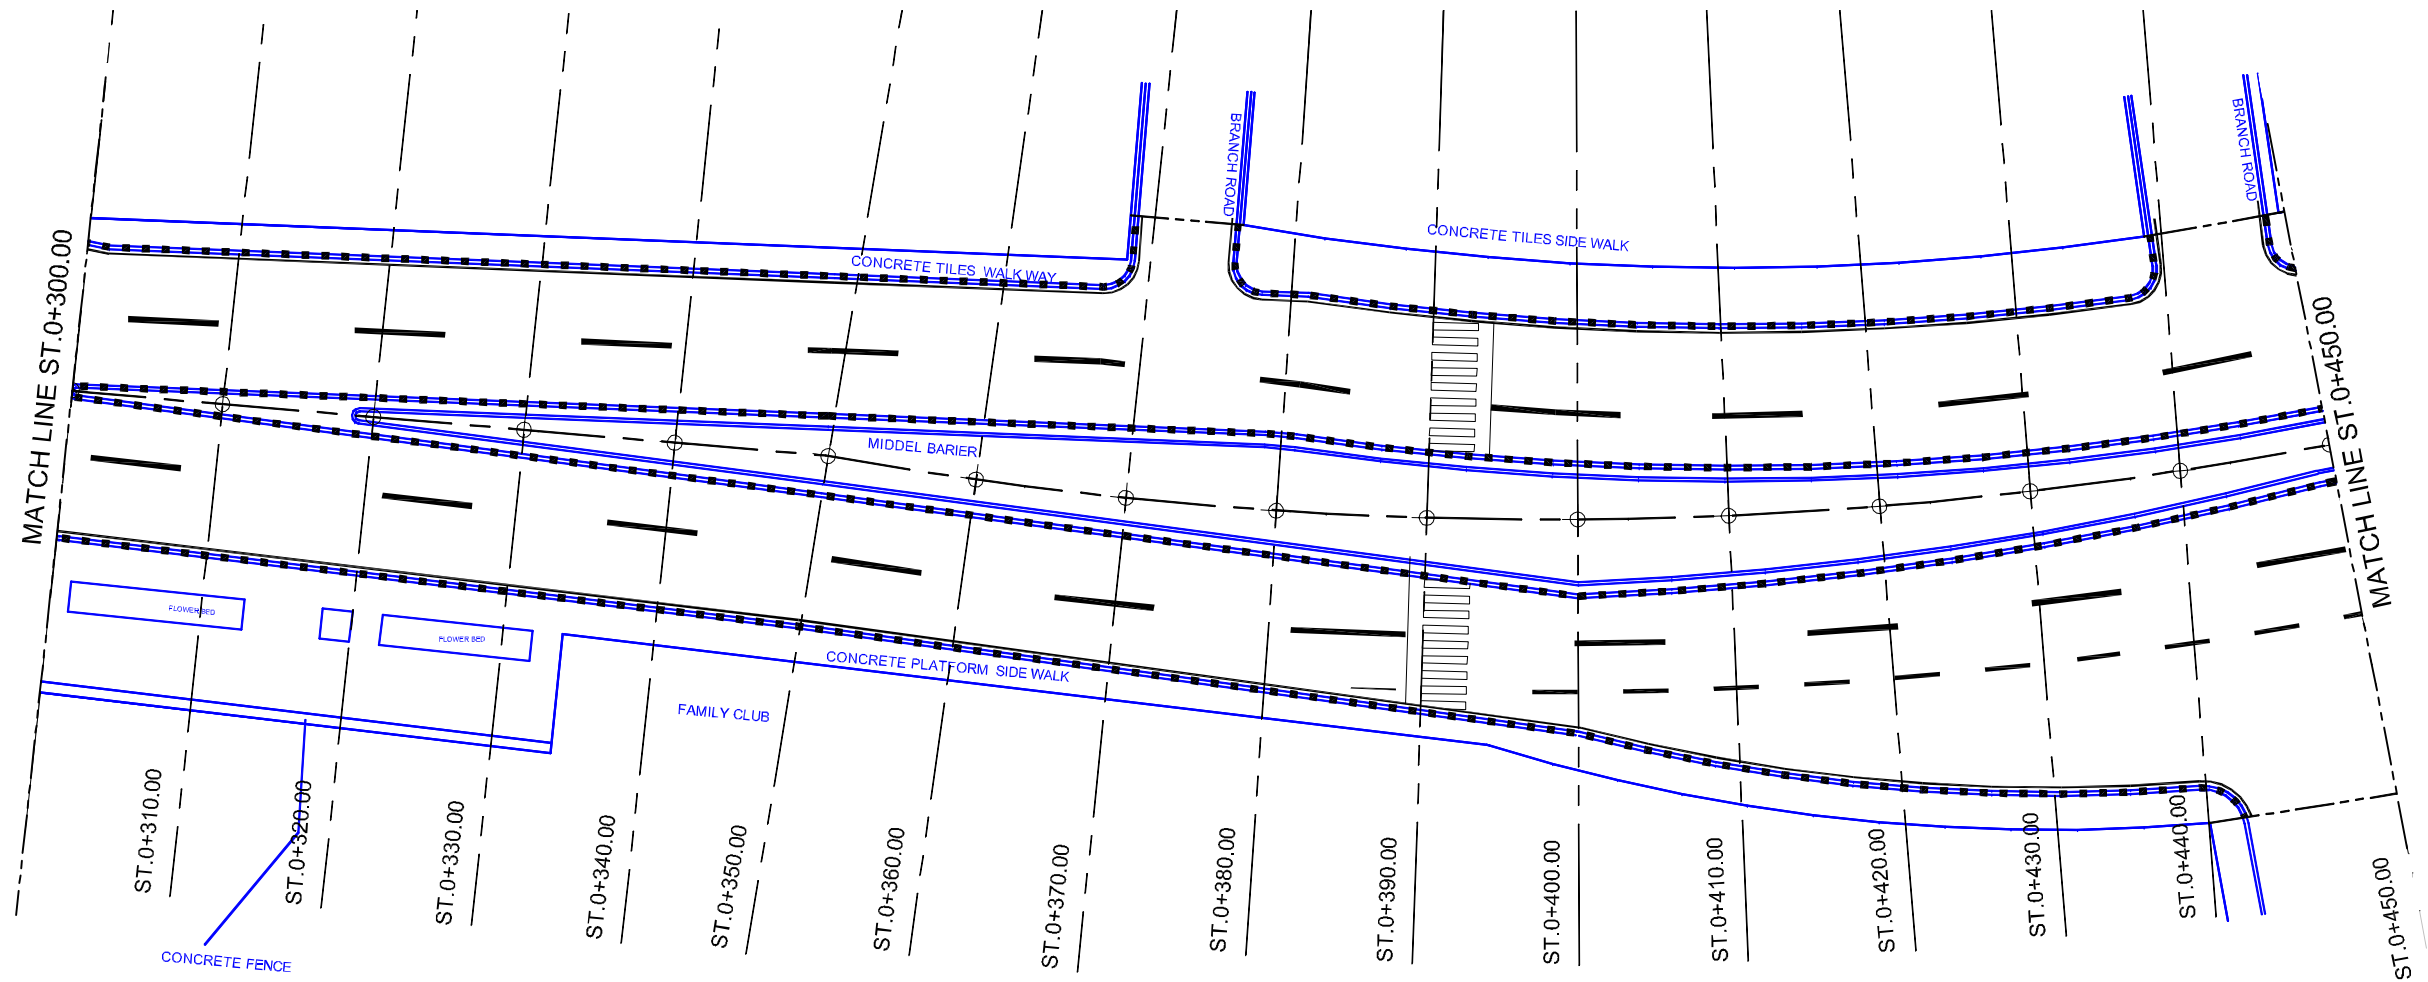 BRANCH ROAD
BRANCH ROAD
CONCRETE TILES SIDE WALK
CONCRETE TILES WALK WAY
MATCH LINE ST.0+300.00
MATCH LINE ST.0+450.00
MIDDEL BARIER
FLOWER BED
FLOWER BED
CONCRETE PLATFORM SIDE WALK
FAMILY CLUB
ST.0+310.00
ST.0+320.00
ST.0+330.00
ST.0+340.00
ST.0+350.00
ST.0+360.00
ST.0+370.00
ST.0+380.00
ST.0+390.00
ST.0+400.00
ST.0+410.00
ST.0+420.00
ST.0+430.00
ST.0+440.00
ST.0+450.00
CONCRETE FENCE